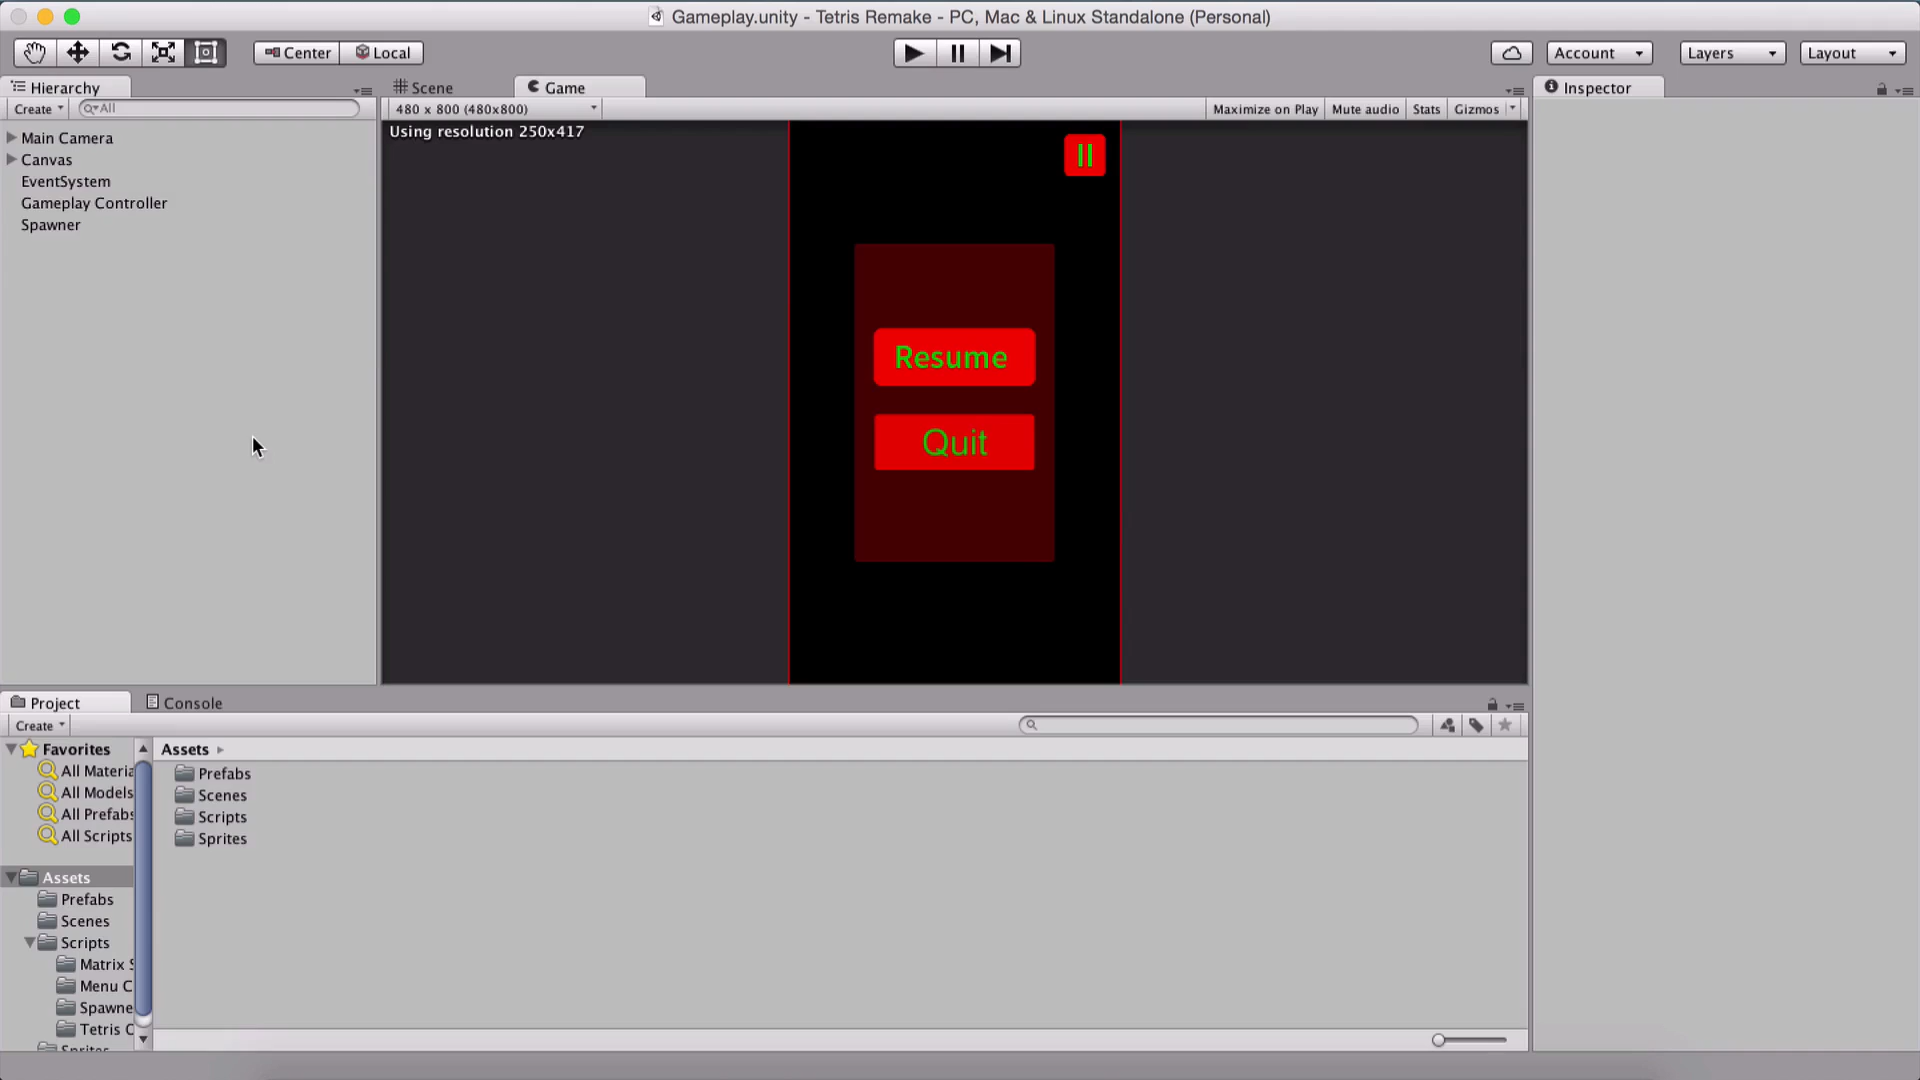 Gameplay.unity - Tetris Remake - PC, Mac & Linux Standalone (Personal)
Center Local
Account Layers Layout
Hierarchy
Create All
Main Camera
Canvas
EventSystem
Gameplay Controller
Spawner
Scene Game
480 x 800 (480x800) Maximize on Play Mute audio Stats Gizmos
Using resolution 250x417
Resume
Quit
Inspector
Project Console
Create
Favorites
All Materia
All Models
All Prefabs
All Scripts
Assets
Prefabs
Scenes
Scripts
Matrix S
Menu C
Spawne
Tetris C
Assets
Prefabs
Scenes
Scripts
Sprites